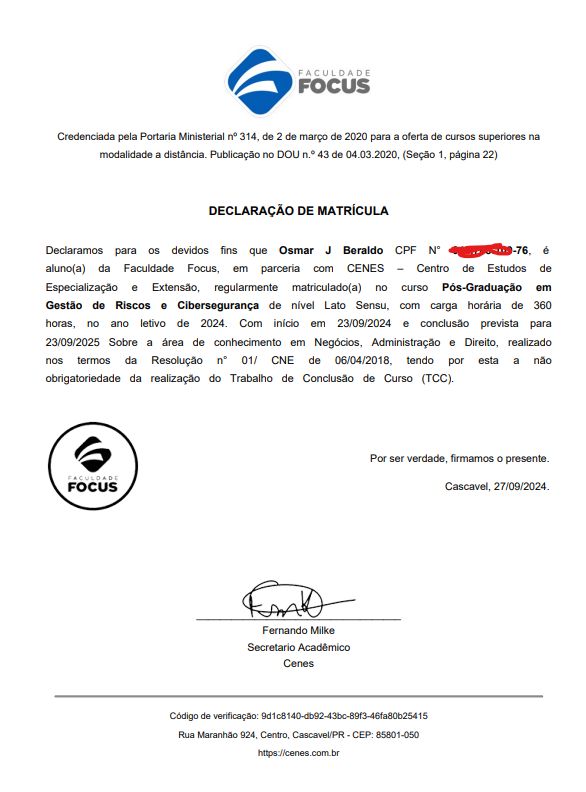 FACULDADE
FOCUS
Credenciada pela Portaria Ministerial nº 314, de 2 de março de 2020 para a oferta de cursos superiores na
modalidade a distância. Publicação no DOU n.º 43 de 04.03.2020, (Seção 1, página 22)
DECLARAÇÃO DE MATRÍCULA
Declaramos para os devidos fins que Osmar J Beraldo CPF N° -76, é
aluno(a) da Faculdade Focus, em parceria com CENES – Centro de Estudos de
Especialização e Extensão, regularmente matriculado(a) no curso Pós-Graduação em
Gestão de Riscos e Cibersegurança de nível Lato Sensu, com carga horária de 360
horas, no ano letivo de 2024. Com início em 23/09/2024 e conclusão prevista para
23/09/2025 Sobre a área de conhecimento em Negócios, Administração e Direito, realizado
nos termos da Resolução n° 01/ CNE de 06/04/2018, tendo por esta a não
obrigatoriedade da realização do Trabalho de Conclusão de Curso (TCC).
FACULDADE
FOCUS
Por ser verdade, firmamos o presente.
Cascavel, 27/09/2024.
Fernando Milke
Secretario Acadêmico
Cenes
Código de verificação: 9d1c8140-db92-43bc-89f3-46fa80b25415
Rua Maranhão 924, Centro, Cascavel/PR - CEP: 85801-050
https://cenes.com.br